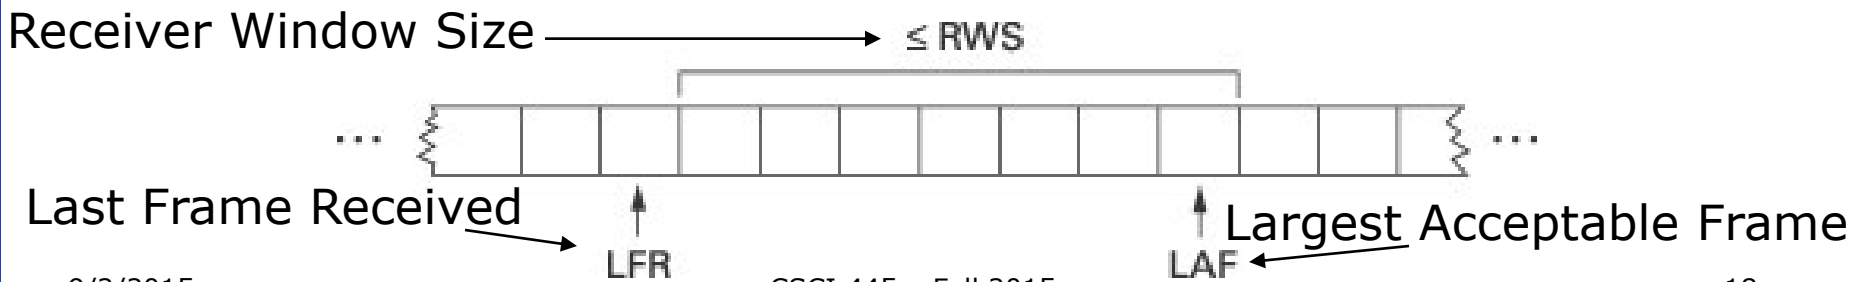 Receiver Window Size
≤ RWS
... ...
Last Frame Received
Largest Acceptable Frame
LFR
LAF